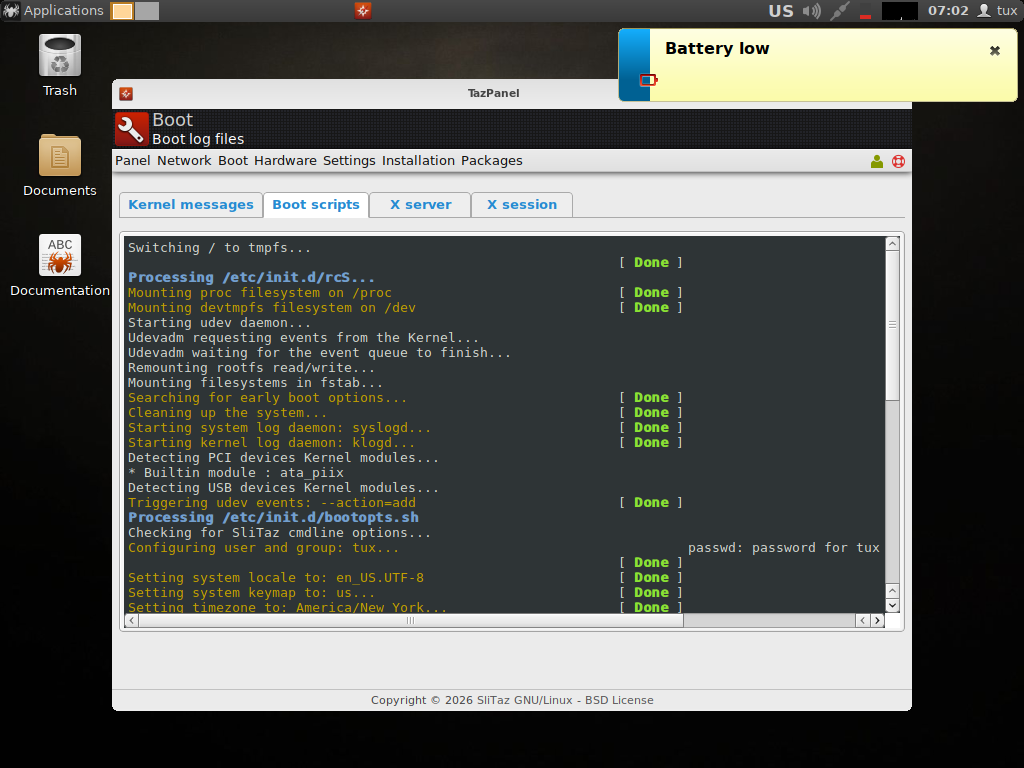 Applications
US
07:02
tux
Battery low
Trash
Documents
ABC
Documentation
TazPanel
Boot
Boot log files
Panel Network Boot Hardware Settings Installation Packages
Kernel messages
Boot scripts
X server
X session
Switching / to tmpfs...
[ Done ]
Processing /etc/init.d/rcS...
Mounting proc filesystem on /proc [ Done ]
Mounting devtmpfs filesystem on /dev [ Done ]
Starting udev daemon...
Udevadm requesting events from the Kernel...
Udevadm waiting for the event queue to finish...
Remounting rootfs read/write...
Mounting filesystems in fstab...
Searching for early boot options... [ Done ]
Cleaning up the system... [ Done ]
Starting system log daemon: syslogd... [ Done ]
Starting kernel log daemon: klogd... [ Done ]
Detecting PCI devices Kernel modules...
* Builtin module : ata_piix
Detecting USB devices Kernel modules...
Triggering udev events: --action=add [ Done ]
Processing /etc/init.d/bootopts.sh
Checking for SliTaz cmdline options...
Configuring user and group: tux... passwd: password for tux
[ Done ]
Setting system locale to: en_US.UTF-8 [ Done ]
Setting system keymap to: us... [ Done ]
Setting timezone to: America/New York... [ Done ]
Copyright © 2026 SliTaz GNU/Linux - BSD License